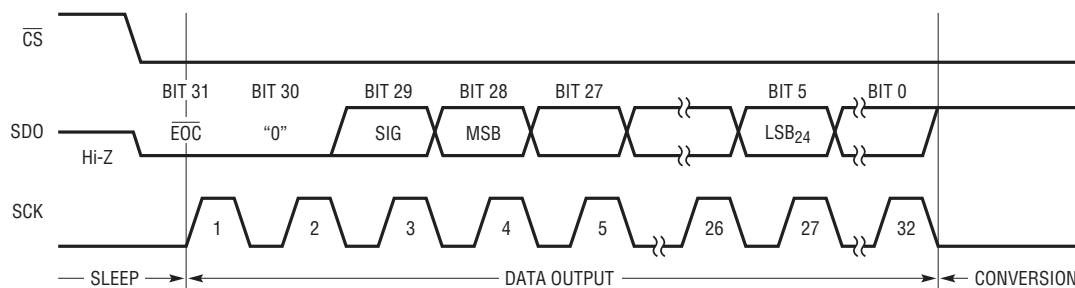 CS
BIT 31 BIT 30 BIT 29 BIT 28 BIT 27 BIT 5 BIT 0
SDO EOC “0” SIG MSB LSB24
Hi-Z
SCK
1 2 3 4 5 26 27 32
SLEEP DATA OUTPUT CONVERSION